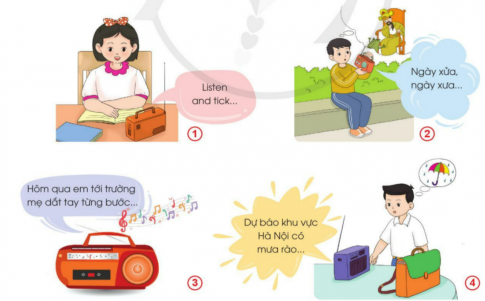 Listen
and tick...
1
Ngày xửa,
ngày xưa...
2
Hôm qua em tới trường
mẹ dắt tay từng bước...
3
Dự báo khu vực
Hà Nội có
mưa rào...
4